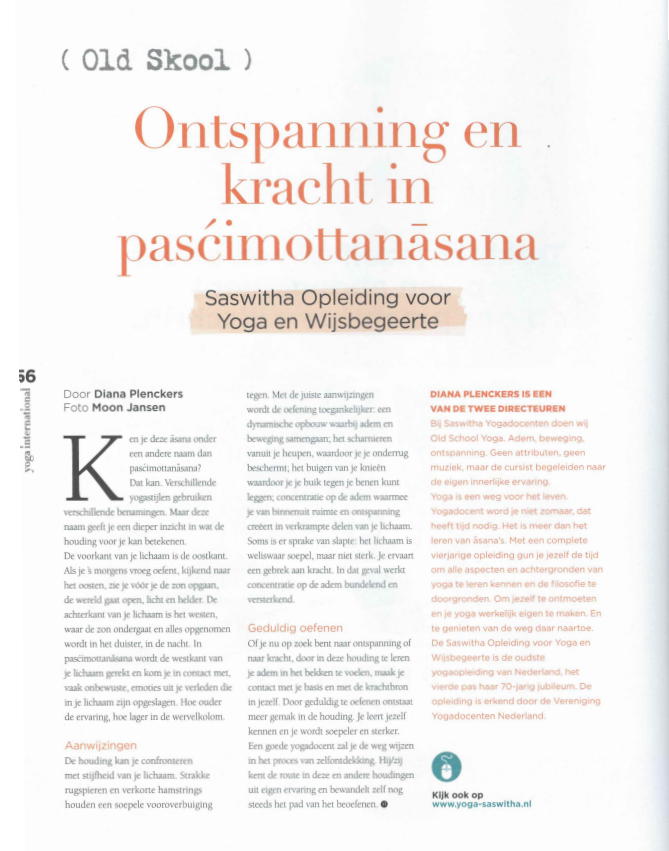 ( Old Skool )
Ontspanning en
kracht in
pasćimottanāsana
Saswitha Opleiding voor
Yoga en Wijsbegeerte
56
yoga international
Door Diana Plenckers
Foto Moon Jansen
Ken je deze āsana onder
een andere naam dan
pasćimottanāsana?
Dat kan. Verschillende
yogastijlen gebruiken
verschillende benamingen. Maar deze
naam geeft je een dieper inzicht in wat de
houding voor je kan betekenen.
De voorkant van je lichaam is de oostkant.
Als je 's morgens vroeg oefent, kijkend naar
het oosten, zie je vóór je de zon opgaan,
de wereld gaat open, licht en helder. De
achterkant van je lichaam is het westen,
waar de zon ondergaat en alles opgenomen
wordt in het duister, in de nacht. In
pasćimottanāsana wordt de westkant van
je lichaam gerekt en kom je in contact met,
vaak onbewuste, emoties uit je verleden die
in je lichaam zijn opgeslagen. Hoe ouder
de ervaring, hoe lager in de wervelkolom.
Aanwijzingen
De houding kan je confronteren
met stijfheid van je lichaam. Strakke
rugspieren en verkorte hamstrings
houden een soepele vooroverbuiging
tegen. Met de juiste aanwijzingen
wordt de oefening toegankelijker: een
dynamische opbouw waarbij adem en
beweging samengaan; het scharnieren
vanuit je heupen, waardoor je je onderrug
beschermt; het buigen van je knieën
waardoor je je buik tegen je benen kunt
leggen; concentratie op de adem waarmee
je van binnenuit ruimte en ontspanning
creëert in verkrampte delen van je lichaam.
Soms is er sprake van slapte: het lichaam is
weliswaar soepel, maar niet sterk. Je ervaart
een gebrek aan kracht. In dat geval werkt
concentratie op de adem bundelend en
versterkend.
Geduldig oefenen
Of je nu op zoek bent naar ontspanning of
naar kracht, door in deze houding te leren
je adem in het bekken te voelen, maak je
contact met je basis en met de krachtbron
in jezelf. Door geduldig te oefenen ontstaat
meer gemak in de houding. Je leert jezelf
kennen en je wordt soepeler en sterker.
Een goede yogadocent zal je de weg wijzen
in het proces van zelfontdekking. Hij/zij
kent de route in deze en andere houdingen
uit eigen ervaring en bewandelt zelf nog
steeds het pad van het beoefenen.
DIANA PLENCKERS IS EEN
VAN DE TWEE DIRECTEUREN
Bij Saswitha Yogadocenten doen wij
Old School Yoga. Adem, beweging,
ontspanning. Geen attributen, geen
muziek, maar de cursist begeleiden naar
de eigen innerlijke ervaring.
Yoga is een weg voor het leven.
Yogadocent word je niet zomaar, dat
heeft tijd nodig. Het is meer dan het
leren van āsana's. Met een complete
vierjarige opleiding gun je jezelf de tijd
om alle aspecten en achtergronden van
yoga te leren kennen en de filosofie te
doorgronden. Om jezelf te ontmoeten
en je yoga werkelijk eigen te maken. En
te genieten van de weg daar naartoe.
De Saswitha Opleiding voor Yoga en
Wijsbegeerte is de oudste
yogaopleiding van Nederland, het
vierde pas haar 70-jarig jubileum. De
opleiding is erkend door de Vereniging
Yogadocenten Nederland.
Kijk ook op
www.yoga-saswitha.nl